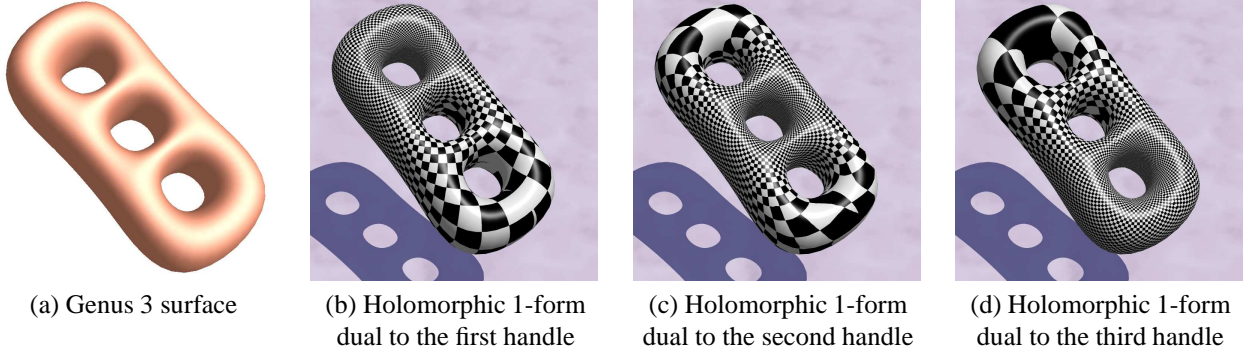 (a) Genus 3 surface
(b) Holomorphic 1-form
dual to the first handle
(c) Holomorphic 1-form
dual to the second handle
(d) Holomorphic 1-form
dual to the third handle